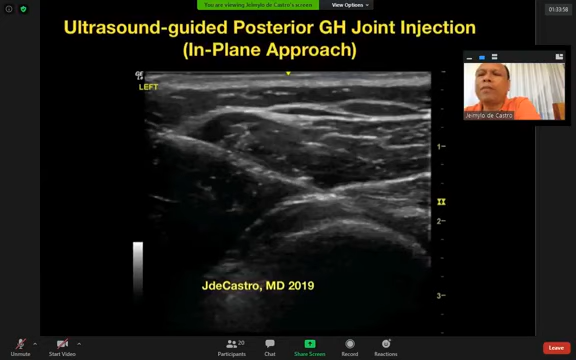 You are viewing Jeimylo de Castro's screen
View Options
01:33:58
Ultrasound-guided Posterior GH Joint Injection
(In-Plane Approach)
LEFT
Jeimylo de Castro
1
2
3
JdeCastro, MD 2019
Unmute
Start Video
Participants
20
Chat
Share Screen
Record
Reactions
Leave